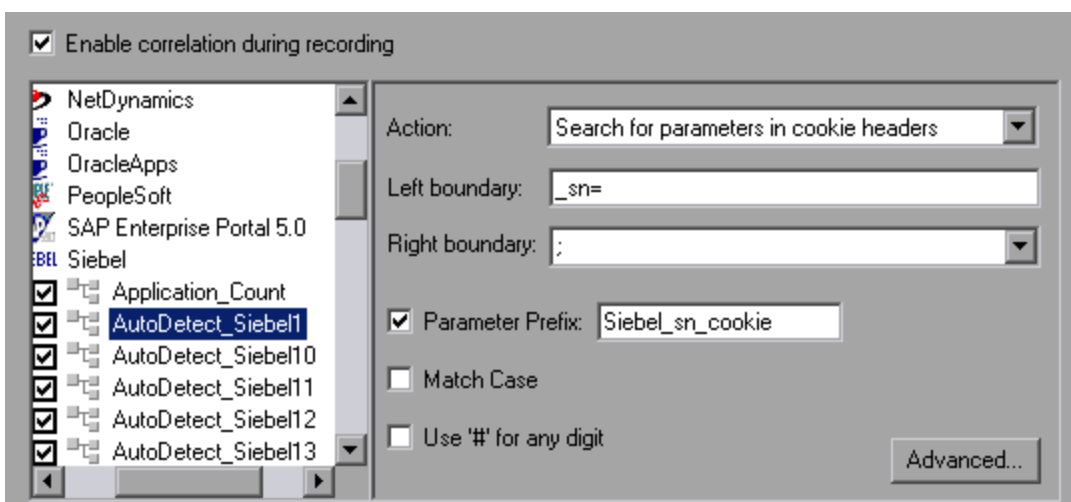 Enable correlation during recording
NetDynamics
Oracle
OracleApps
PeopleSoft
SAP Enterprise Portal 5.0
Siebel
Application_Count
AutoDetect_Siebel1
AutoDetect_Siebel10
AutoDetect_Siebel11
AutoDetect_Siebel12
AutoDetect_Siebel13
Action: Search for parameters in cookie headers
Left boundary: _sn=
Right boundary: ;
Parameter Prefix: Siebel_sn_cookie
Match Case
Use '#' for any digit
Advanced...